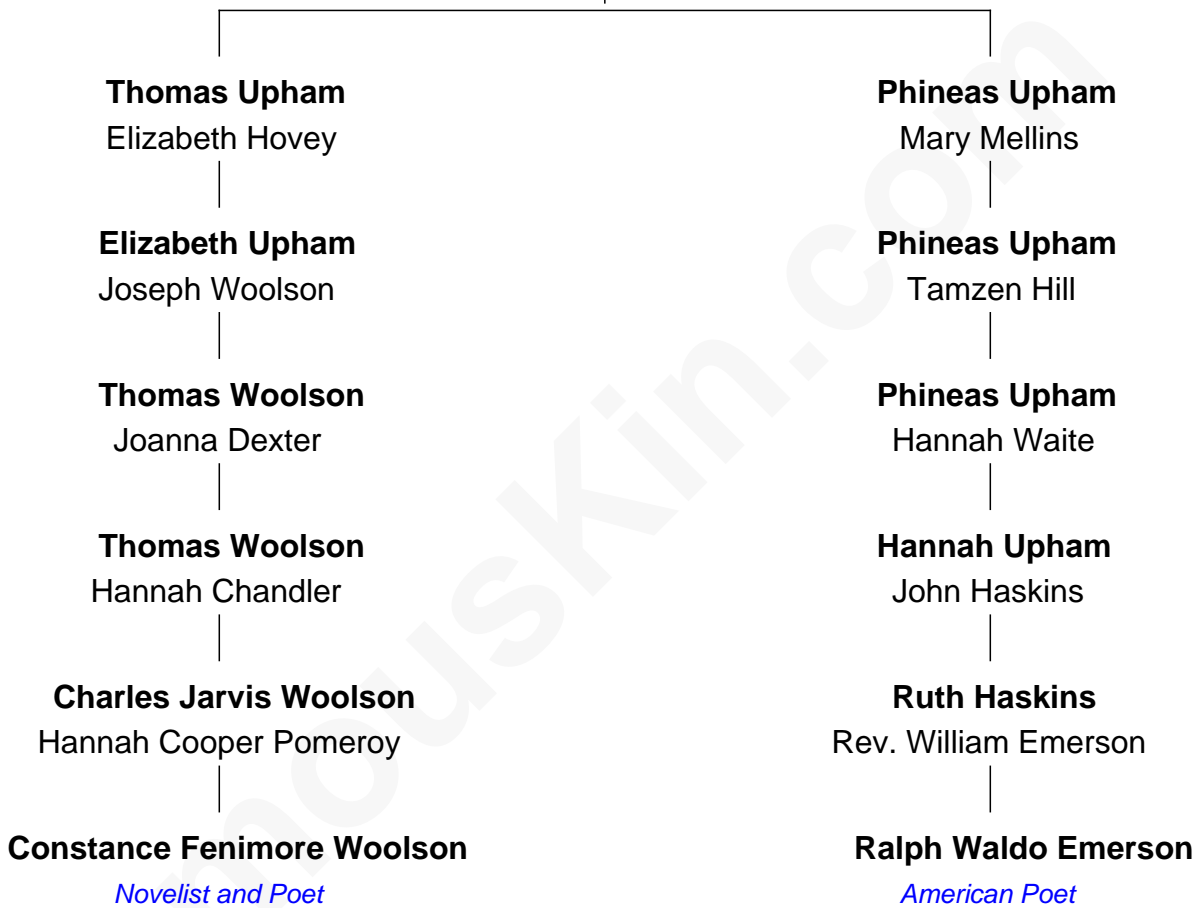 Thomas Upham
Elizabeth Hovey
Elizabeth Upham
Joseph Woolson
Thomas Woolson
Joanna Dexter
Thomas Woolson
Hannah Chandler
Charles Jarvis Woolson
Hannah Cooper Pomeroy
Constance Fenimore Woolson
Novelist and Poet
Phineas Upham
Mary Mellins
Phineas Upham
Tamzen Hill
Phineas Upham
Hannah Waite
Hannah Upham
John Haskins
Ruth Haskins
Rev. William Emerson
Ralph Waldo Emerson
American Poet
mousKin.com